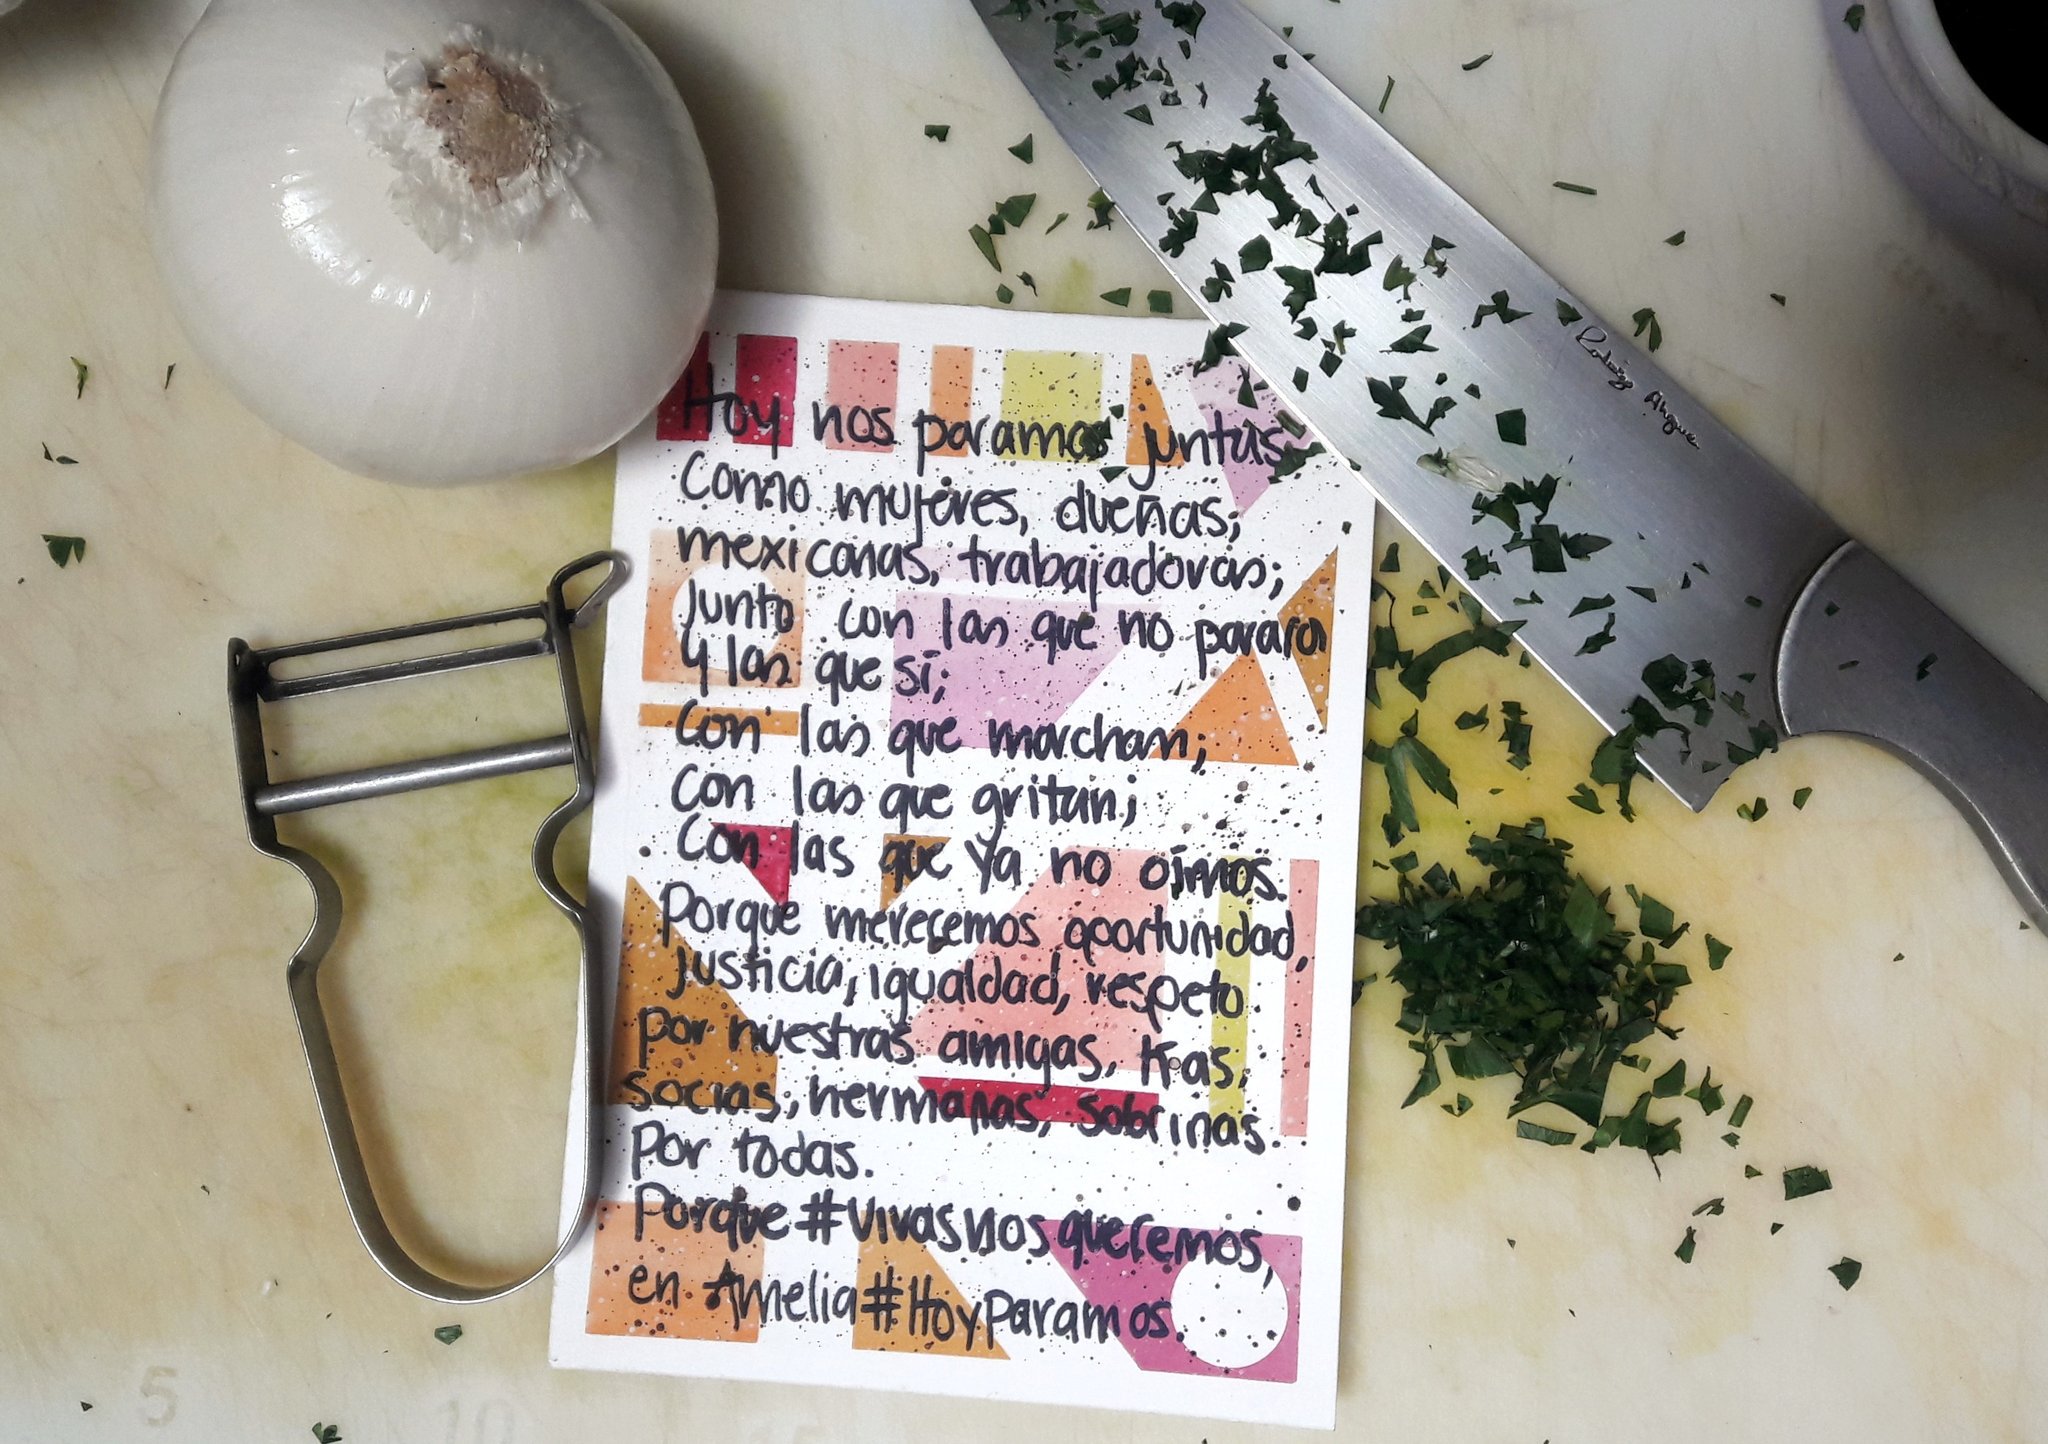 Hoy nos paramos juntas
Como mujeres, dueñas,
mexicanas, trabajadoras;
Junto con las que no pararon
y las que sí;
con las que marchan;
con las que gritan;
Con las que ya no oímos.
Porque merecemos oportunidad,
justicia, igualdad, respeto
por nuestras amigas, tías,
socias, hermanas, sobrinas.
por todas.
Porque #vivasnosqueremos,
en Amelia #HoyParamos.
5
10